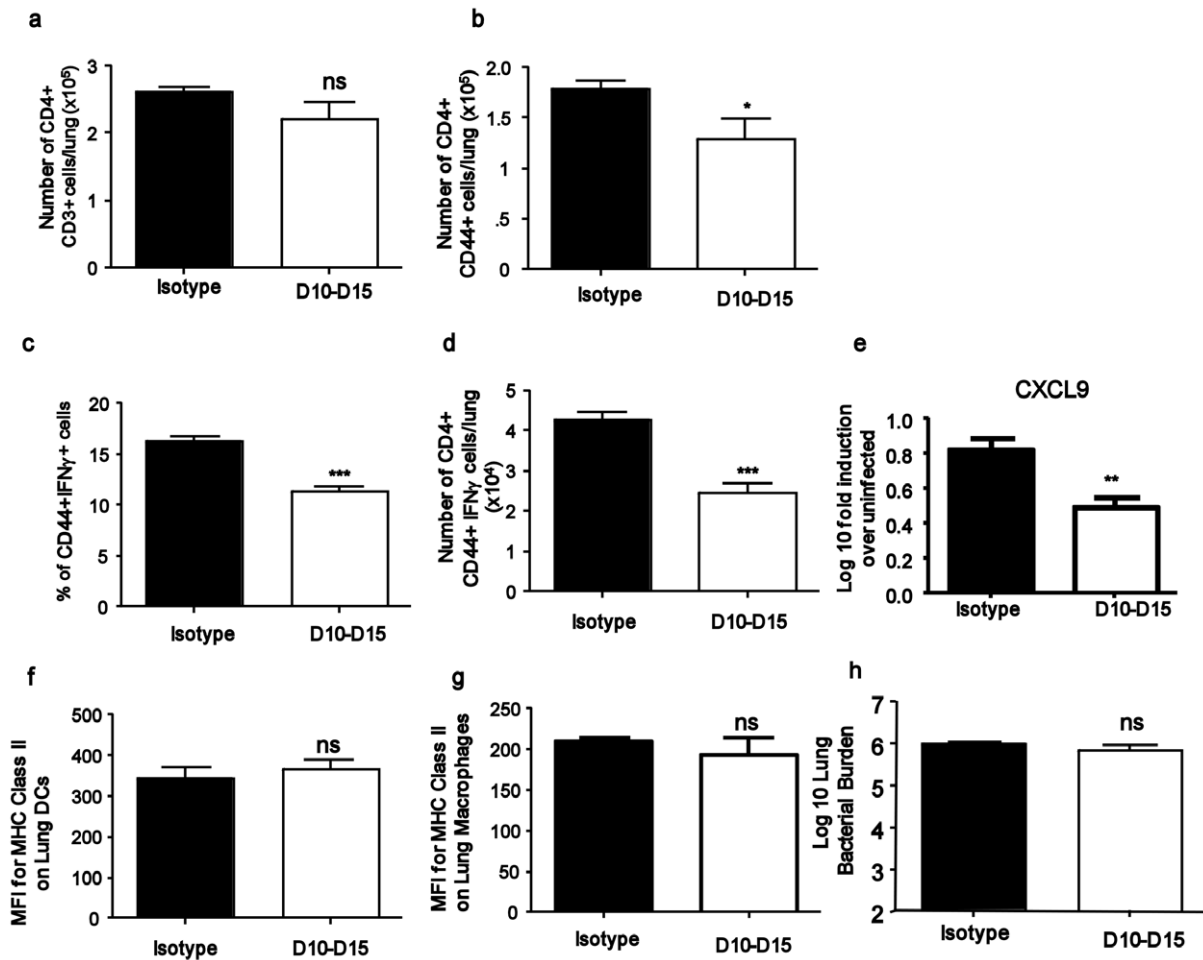 a
Number of CD4+
CD3+ cells/lung (x10⁵)
3
2
1
0
ns
Isotype
D10-D15
b
Number of CD4+
CD44+ cells/lung (x10⁵)
2.0
1.5
1
.5
0
*
Isotype
D10-D15
c
% of CD44+IFNγ+ cells
20
15
10
5
0
***
Isotype
D10-D15
d
Number of CD4+
CD44+ IFNγ cells/lung
(x10⁴)
5
4
3
2
1
0
***
Isotype
D10-D15
e
CXCL9
Log 10 fold induction
over uninfected
1.0
0.8
0.6
0.4
0.2
0.0
**
Isotype
D10-D15
f
MFI for MHC Class II
on Lung DCs
500
400
300
200
100
0
ns
Isotype
D10-D15
g
MFI for MHC Class II
on Lung Macrophages
250
200
150
100
50
0
ns
Isotype
D10-D15
h
Log 10 Lung
Bacterial Burden
7
6
5
4
3
2
ns
Isotype
D10-D15